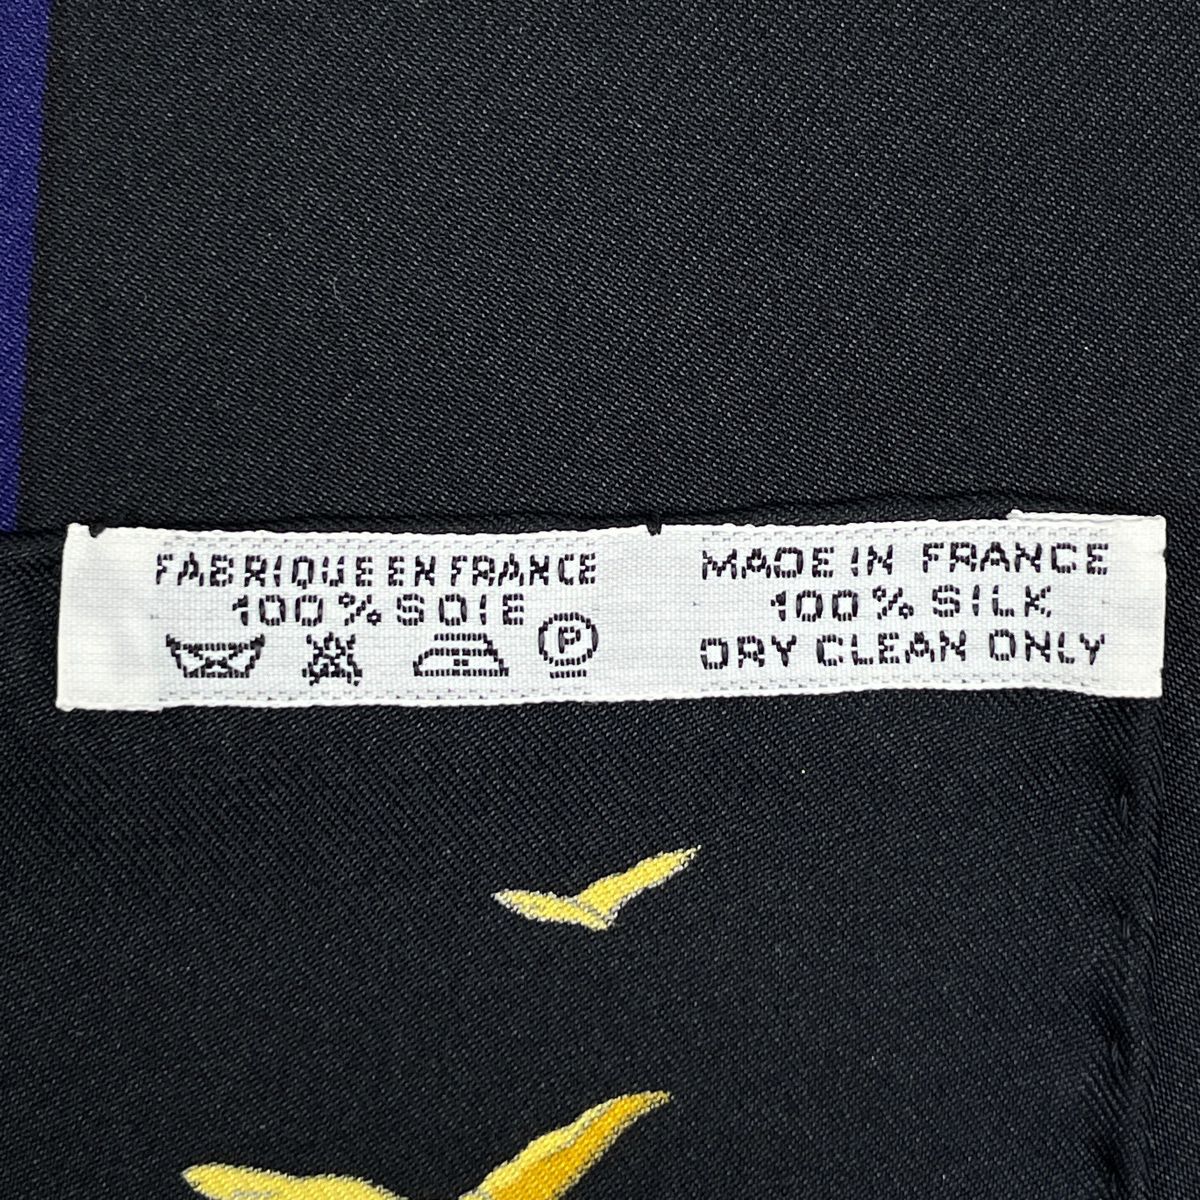 FABRIQUE EN FRANCE
100% SOIE
P
MADE IN FRANCE
100% SILK
DRY CLEAN ONLY